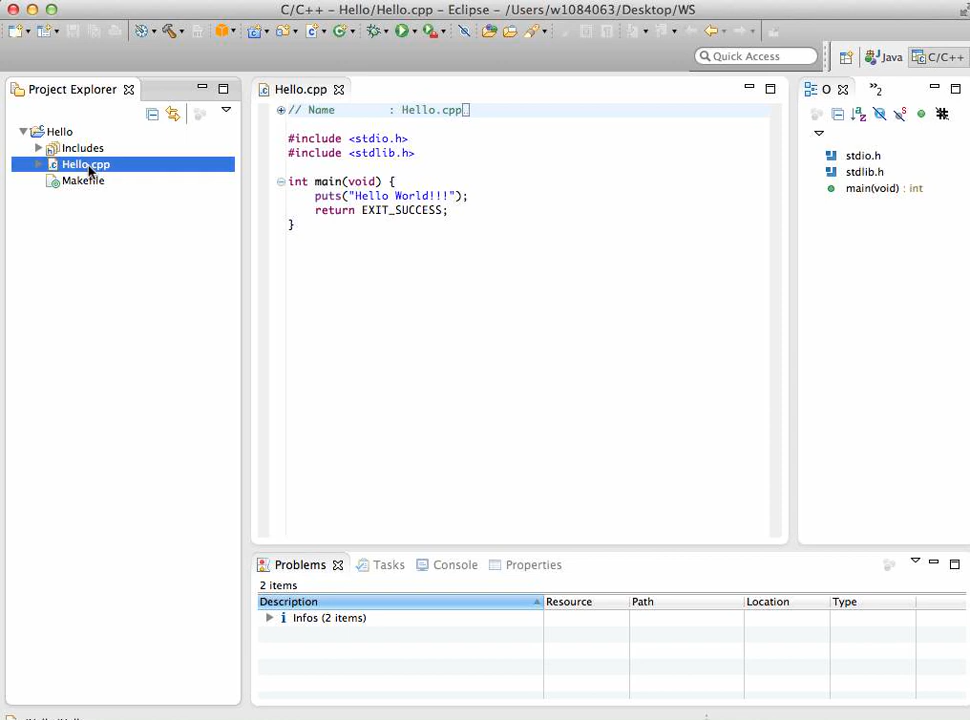 C/C++ - Hello/Hello.cpp - Eclipse - /Users/w1084063/Desktop/WS
Quick Access
Java
C/C++
Project Explorer
Hello
Includes
Hello.cpp
Makefile
Hello.cpp
// Name : Hello.cpp
#include <stdio.h>
#include <stdlib.h>
int main(void) {
puts("Hello World!!!");
return EXIT_SUCCESS;
}
O
»2
stdio.h
stdlib.h
main(void) : int
Problems
Tasks
Console
Properties
2 items
Description Resource Path Location Type
Infos (2 items)